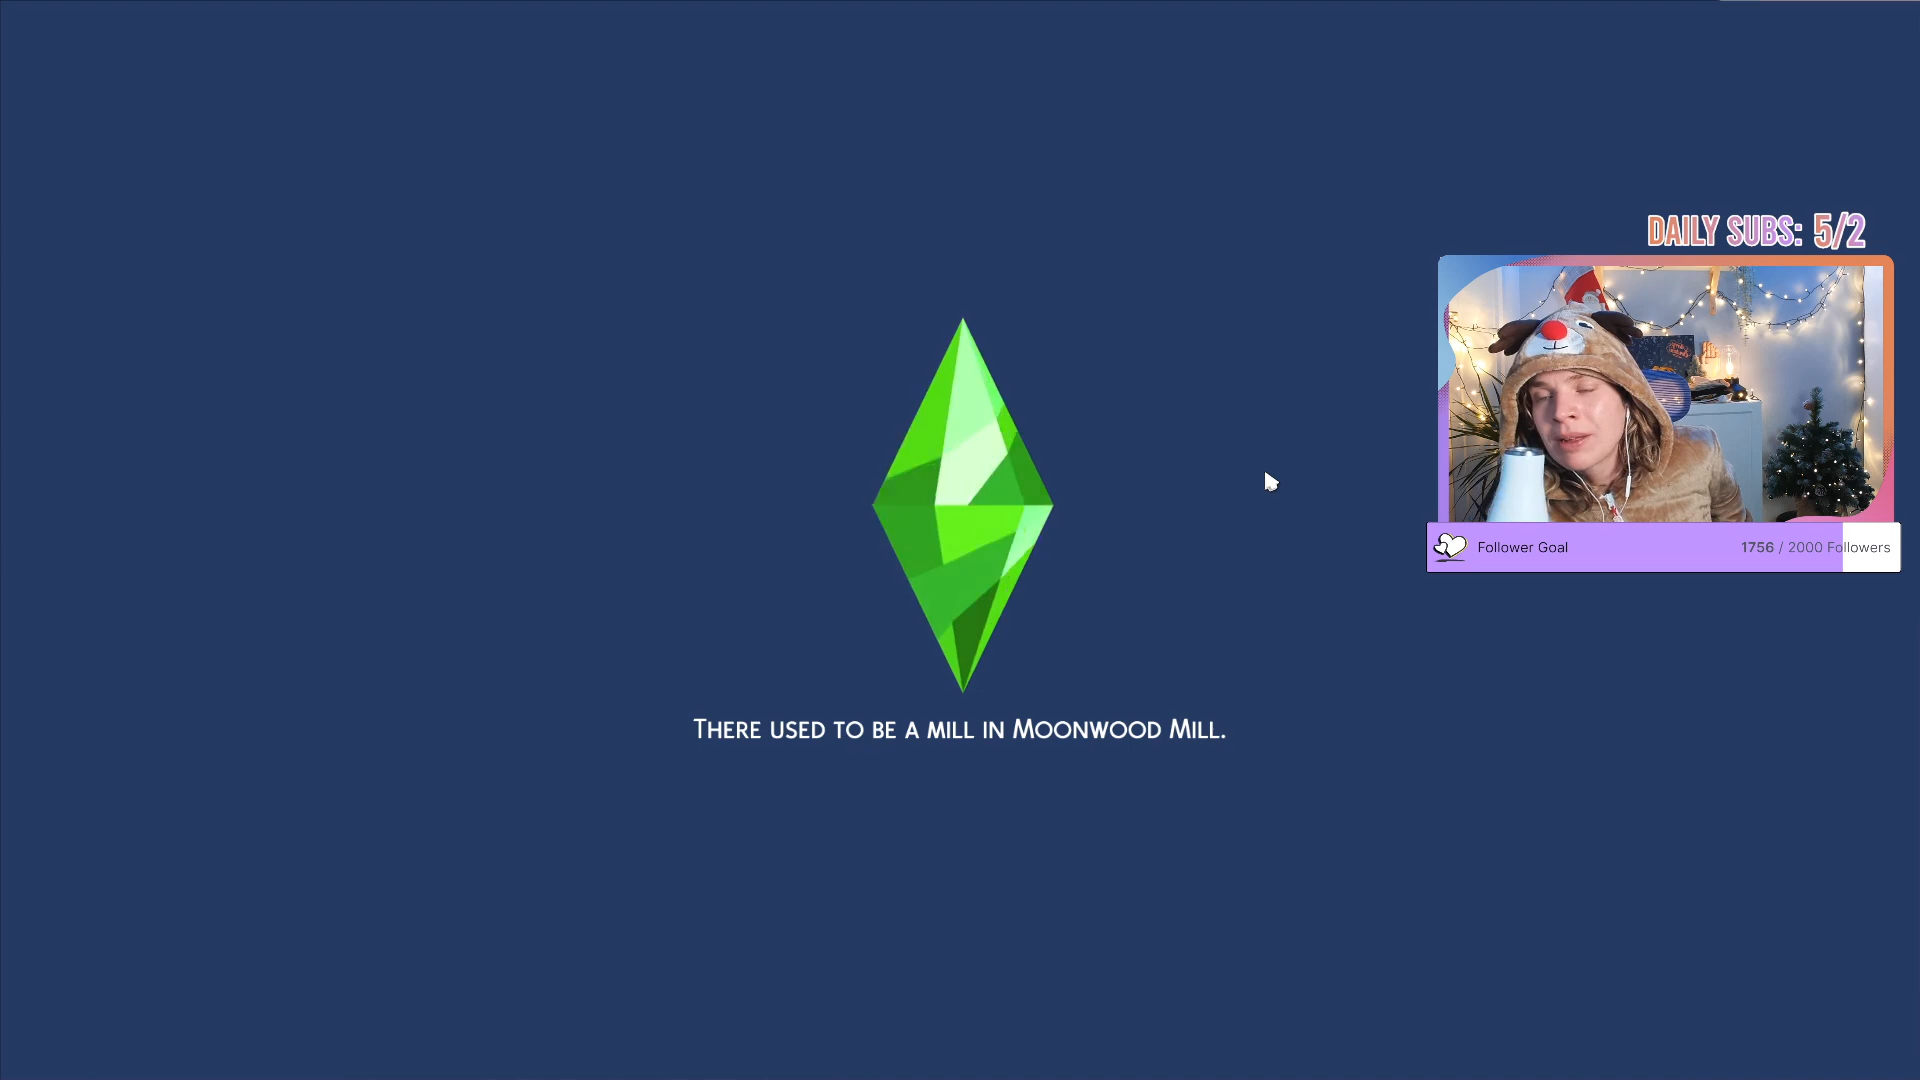 DAILY SUBS: 5/2
Follower Goal
1756 / 2000 Followers
THERE USED TO BE A MILL IN MOONWOOD MILL.